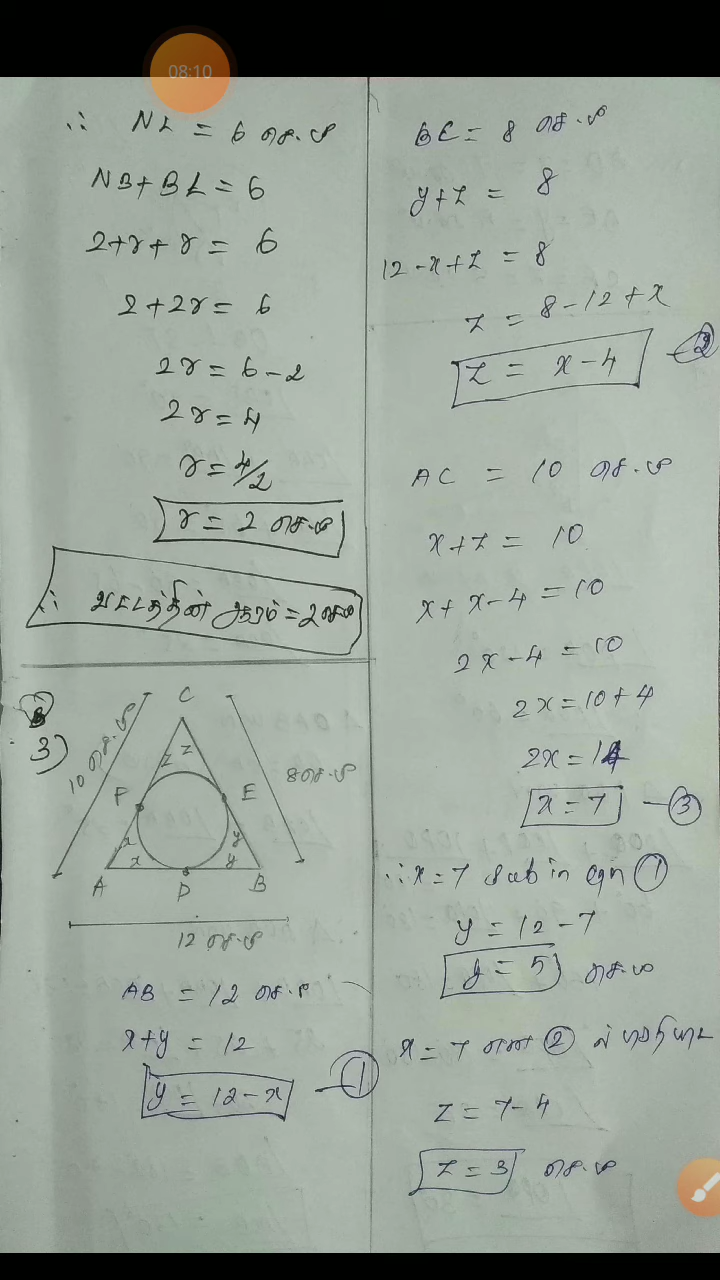 08:10
∴ NL = 6 செ.மீ
NB+BL = 6
2+r+r = 6
2+2r = 6
2r = 6-2
2r = 4
r = 4/2
r = 2 செ.மீ
∴ வட்டத்தின் ஆரம் = 2 செ.மீ
3)
C
10 செ.மீ
8 செ.மீ
z z
F E
x y
x y
A D B
12 செ.மீ
AB = 12 செ.மீ
x+y = 12
y = 12-x — ①
BC = 8 செ.மீ
y+z = 8
12-x+z = 8
z = 8-12+x
z = x-4 — ②
AC = 10 செ.மீ
x+z = 10
x+x-4 = 10
2x-4 = 10
2x = 10+4
2x = 14
x = 7 — ③
∴ x = 7 sub in eqn ①
y = 12-7
y = 5 செ.மீ
x = 7 என ② ல் பிரதியிட
z = 7-4
z = 3 செ.மீ